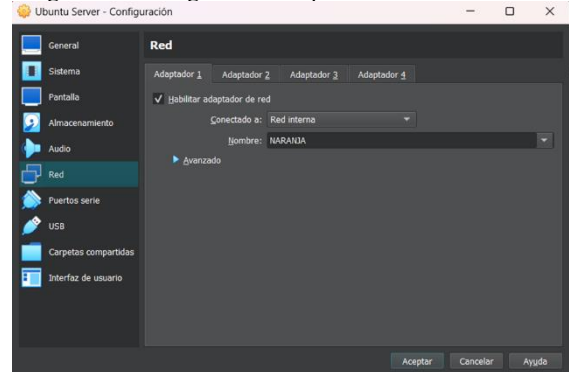 Ubuntu Server - Configuración
General
Sistema
Pantalla
Almacenamiento
Audio
Red
Puertos serie
USB
Carpetas compartidas
Interfaz de usuario
Red
Adaptador 1 Adaptador 2 Adaptador 3 Adaptador 4
Habilitar adaptador de red
Conectado a: Red interna
Nombre: NARANJA
Avanzado
Aceptar Cancelar Ayuda